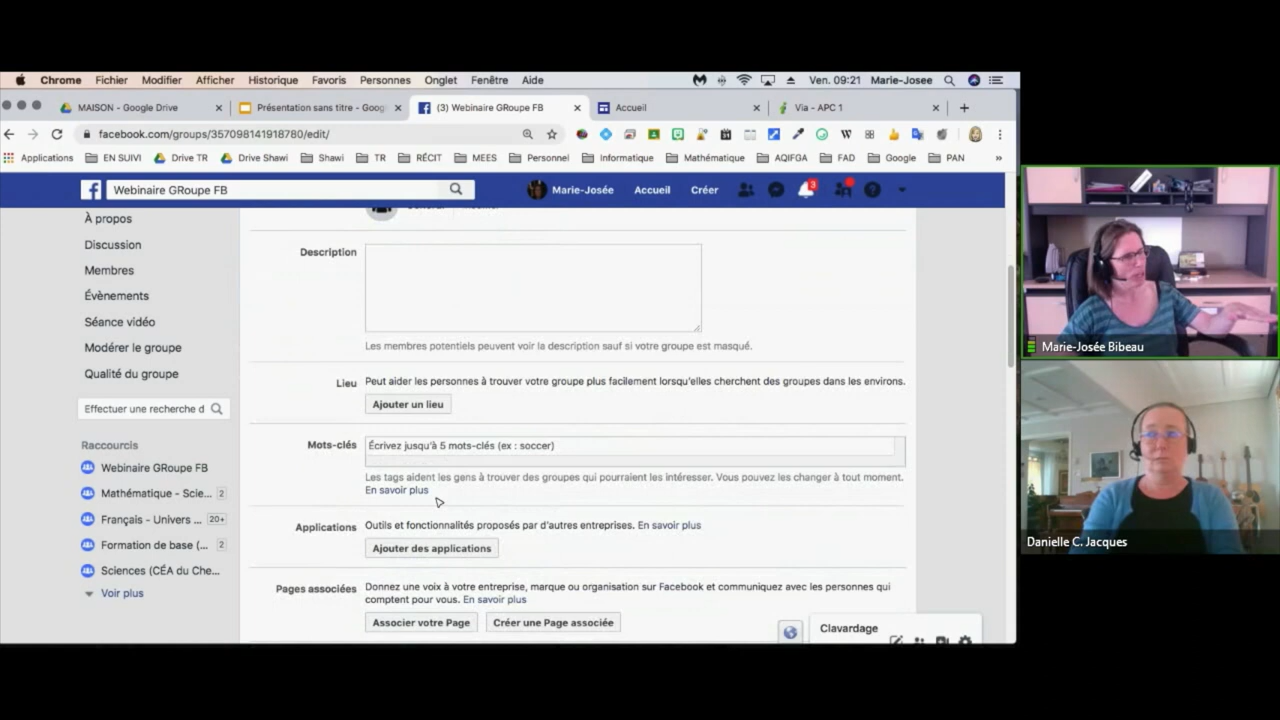 Chrome Fichier Modifier Afficher Historique Favoris Personnes Onglet Fenêtre Aide Ven. 09:21 Marie-Josee
MAISON - Google Drive
Présentation sans titre - Goog
(3) Webinaire GRoupe FB
Accueil
Via - APC 1
facebook.com/groups/357098141918780/edit/
Applications EN SUIVI Drive TR Drive Shawi Shawi TR RÉCIT MEES Personnel Informatique Mathématique AQIFGA FAD Google PAN »
Webinaire GRoupe FB
Marie-Josée Accueil Créer
3
À propos
Discussion
Membres
Évènements
Séance vidéo
Modérer le groupe
Qualité du groupe
Effectuer une recherche d
Raccourcis
Webinaire GRoupe FB
Mathématique - Scie... 2
Français - Univers ... 20+
Formation de base (... 2
Sciences (CÉA du Che...
Voir plus
Description
Les membres potentiels peuvent voir la description sauf si votre groupe est masqué.
Lieu
Peut aider les personnes à trouver votre groupe plus facilement lorsqu'elles cherchent des groupes dans les environs.
Ajouter un lieu
Mots-clés
Écrivez jusqu'à 5 mots-clés (ex : soccer)
Les tags aident les gens à trouver des groupes qui pourraient les intéresser. Vous pouvez les changer à tout moment.
En savoir plus
Applications
Outils et fonctionnalités proposés par d'autres entreprises. En savoir plus
Ajouter des applications
Pages associées
Donnez une voix à votre entreprise, marque ou organisation sur Facebook et communiquez avec les personnes qui
comptent pour vous. En savoir plus
Associer votre Page
Créer une Page associée
Clavardage
Marie-Josée Bibeau
Danielle C. Jacques